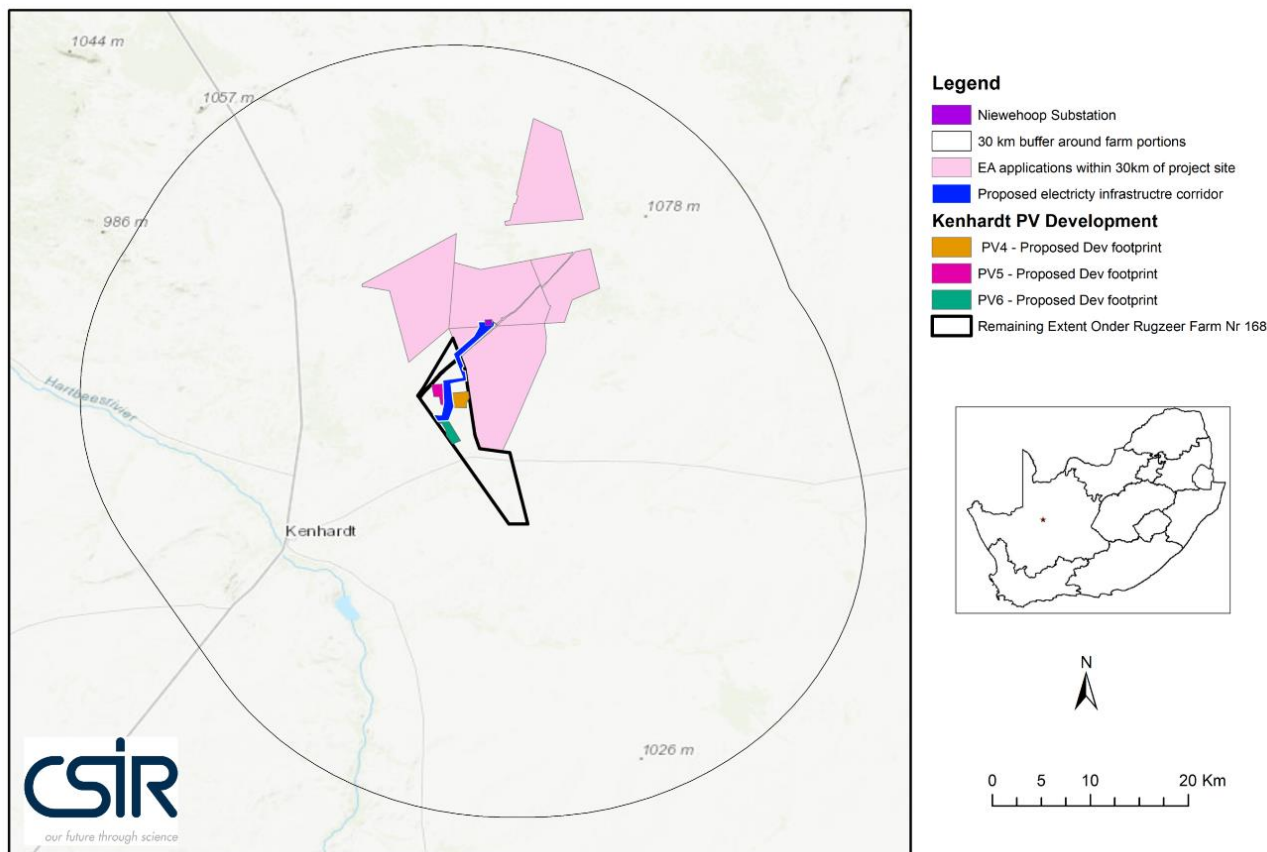 1044 m
1057 m
986 m
1078 m
Hartbeesrivier
Kenhardt
1026 m
CSIR
our future through science
Legend
Niewehoop Substation
30 km buffer around farm portions
EA applications within 30km of project site
Proposed electricty infrastructre corridor
Kenhardt PV Development
PV4 - Proposed Dev footprint
PV5 - Proposed Dev footprint
PV6 - Proposed Dev footprint
Remaining Extent Onder Rugzeer Farm Nr 168
N
0 5 10 20 Km